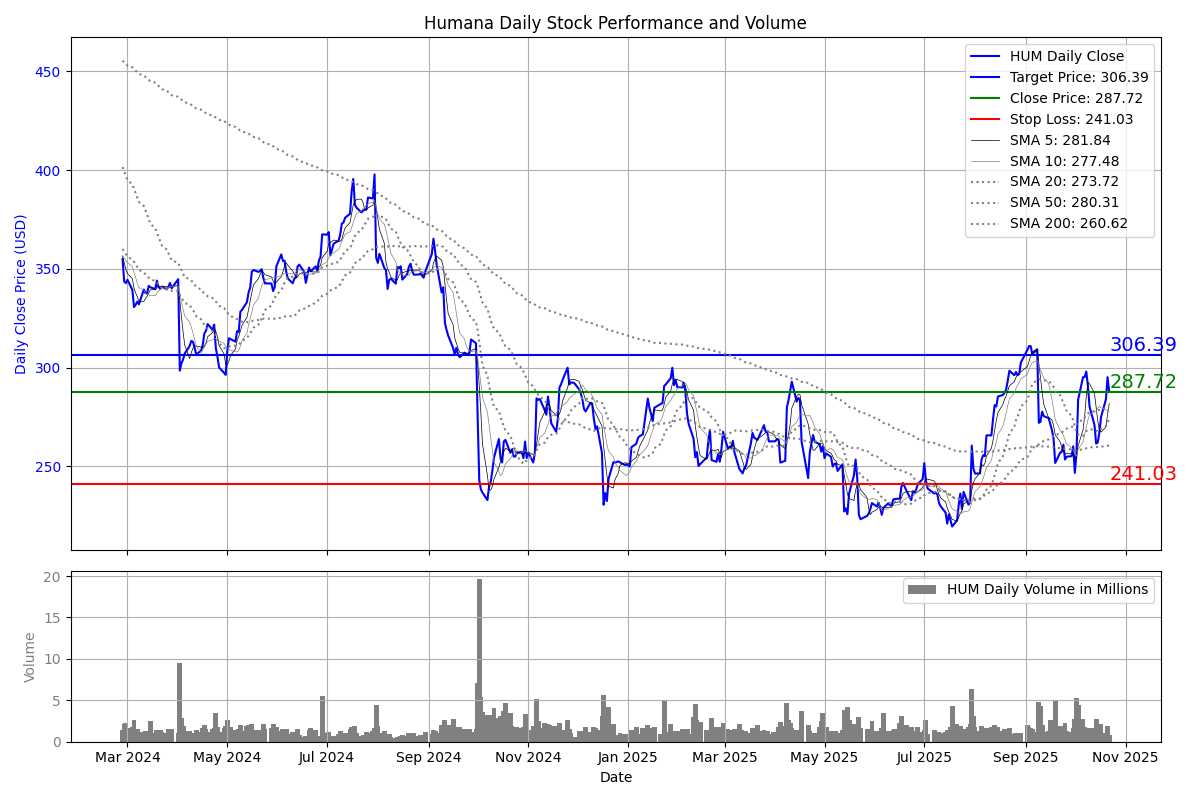 Humana Daily Stock Performance and Volume
HUM Daily Close
Target Price: 306.39
Close Price: 287.72
Stop Loss: 241.03
SMA 5: 281.84
SMA 10: 277.48
SMA 20: 273.72
SMA 50: 280.31
SMA 200: 260.62
Daily Close Price (USD)
450
400
350
300
250
306.39
287.72
241.03
HUM Daily Volume in Millions
Volume
20
15
10
5
0
Mar 2024 May 2024 Jul 2024 Sep 2024 Nov 2024 Jan 2025 Mar 2025 May 2025 Jul 2025 Sep 2025 Nov 2025
Date